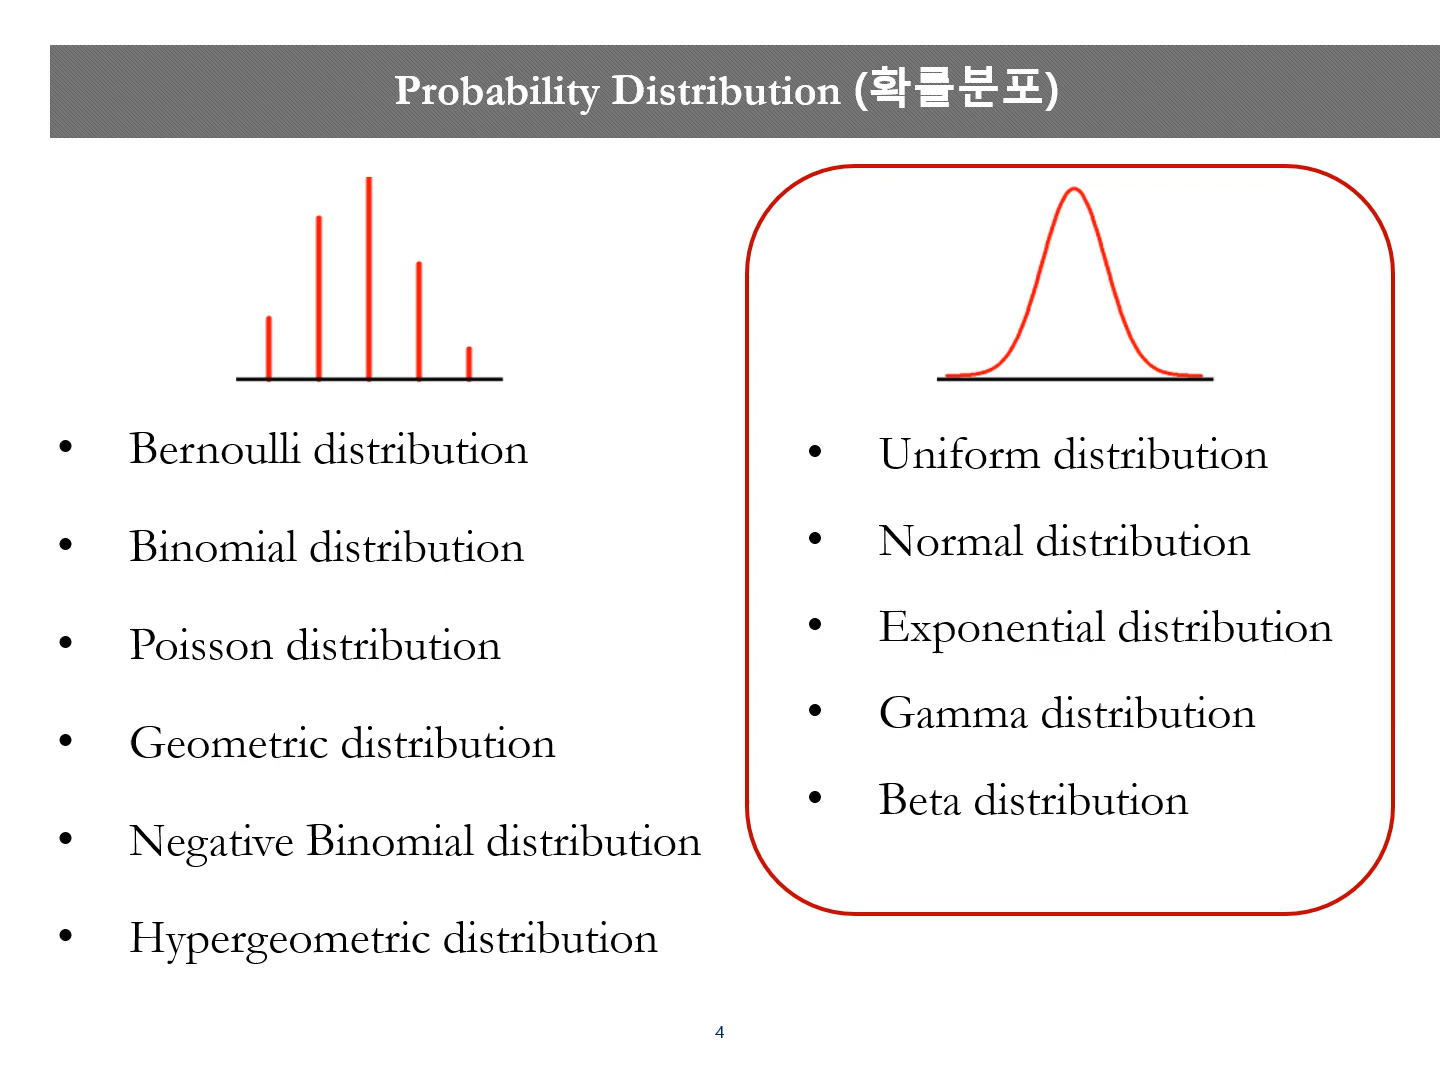 Probability Distribution (확률분포)
• Bernoulli distribution
• Binomial distribution
• Poisson distribution
• Geometric distribution
• Negative Binomial distribution
• Hypergeometric distribution
• Uniform distribution
• Normal distribution
• Exponential distribution
• Gamma distribution
• Beta distribution
4